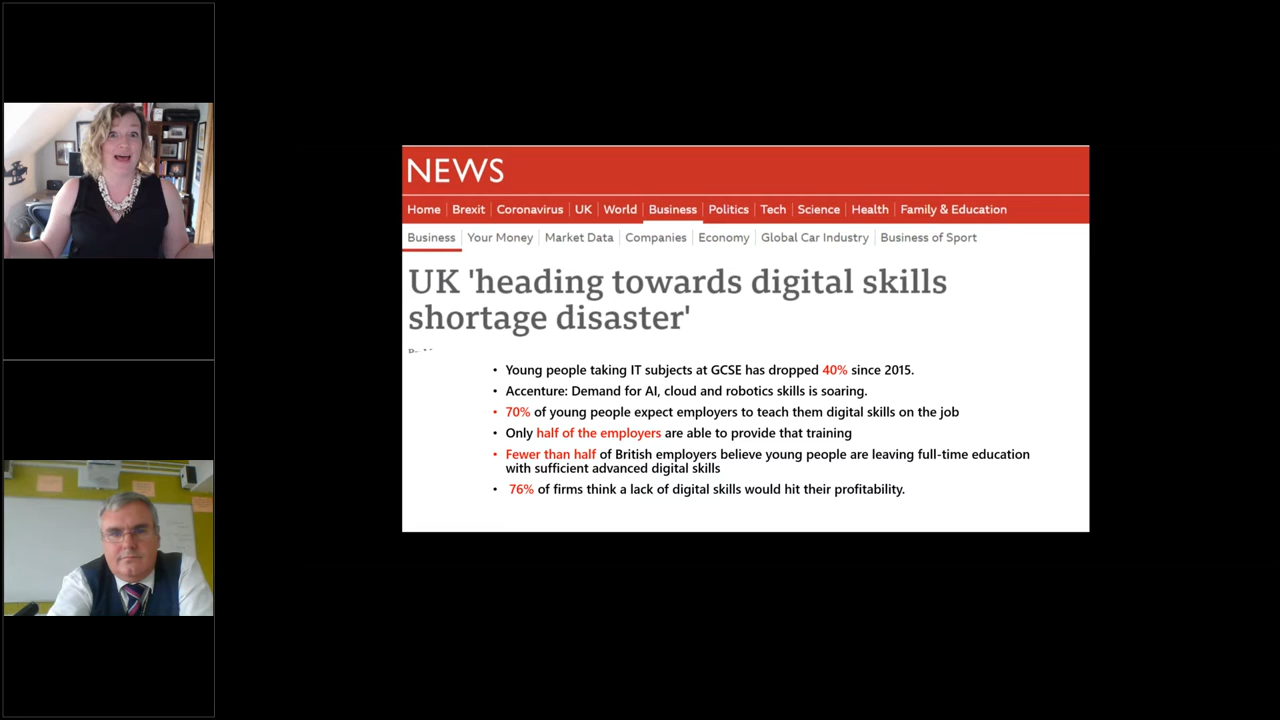 NEWS
Home Brexit Coronavirus UK World Business Politics Tech Science Health Family & Education
Business Your Money Market Data Companies Economy Global Car Industry Business of Sport
UK 'heading towards digital skills
shortage disaster'
• Young people taking IT subjects at GCSE has dropped 40% since 2015.
• Accenture: Demand for AI, cloud and robotics skills is soaring.
• 70% of young people expect employers to teach them digital skills on the job
• Only half of the employers are able to provide that training
• Fewer than half of British employers believe young people are leaving full-time education
with sufficient advanced digital skills
• 76% of firms think a lack of digital skills would hit their profitability.